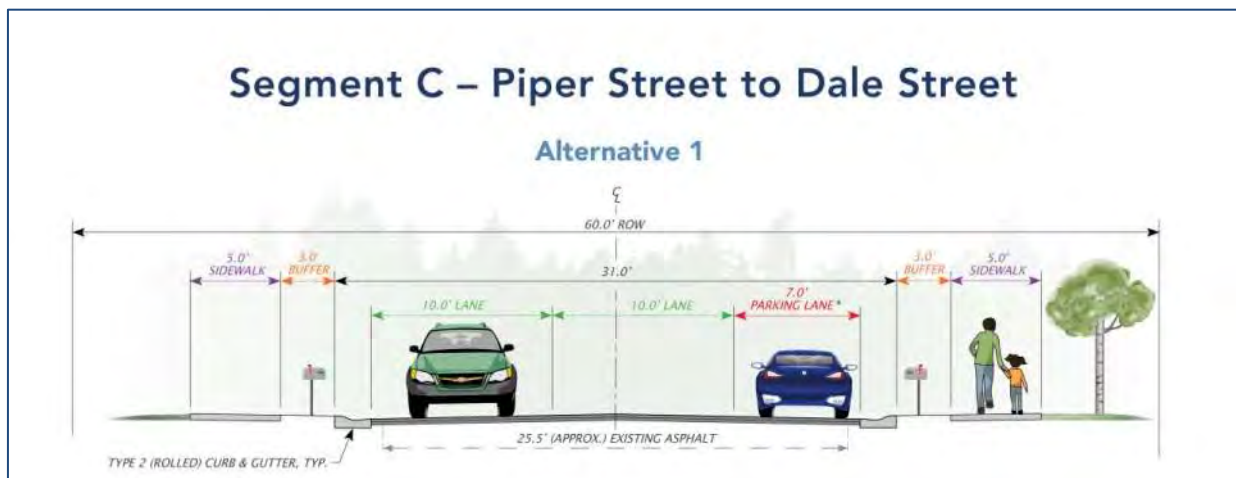 Segment C – Piper Street to Dale Street
Alternative 1
℄
60.0' ROW
5.0'
SIDEWALK
3.0'
BUFFER
31.0'
3.0'
BUFFER
5.0'
SIDEWALK
10.0' LANE
10.0' LANE
7.0'
PARKING LANE*
25.5' (APPROX.) EXISTING ASPHALT
TYPE 2 (ROLLED) CURB & GUTTER, TYP.